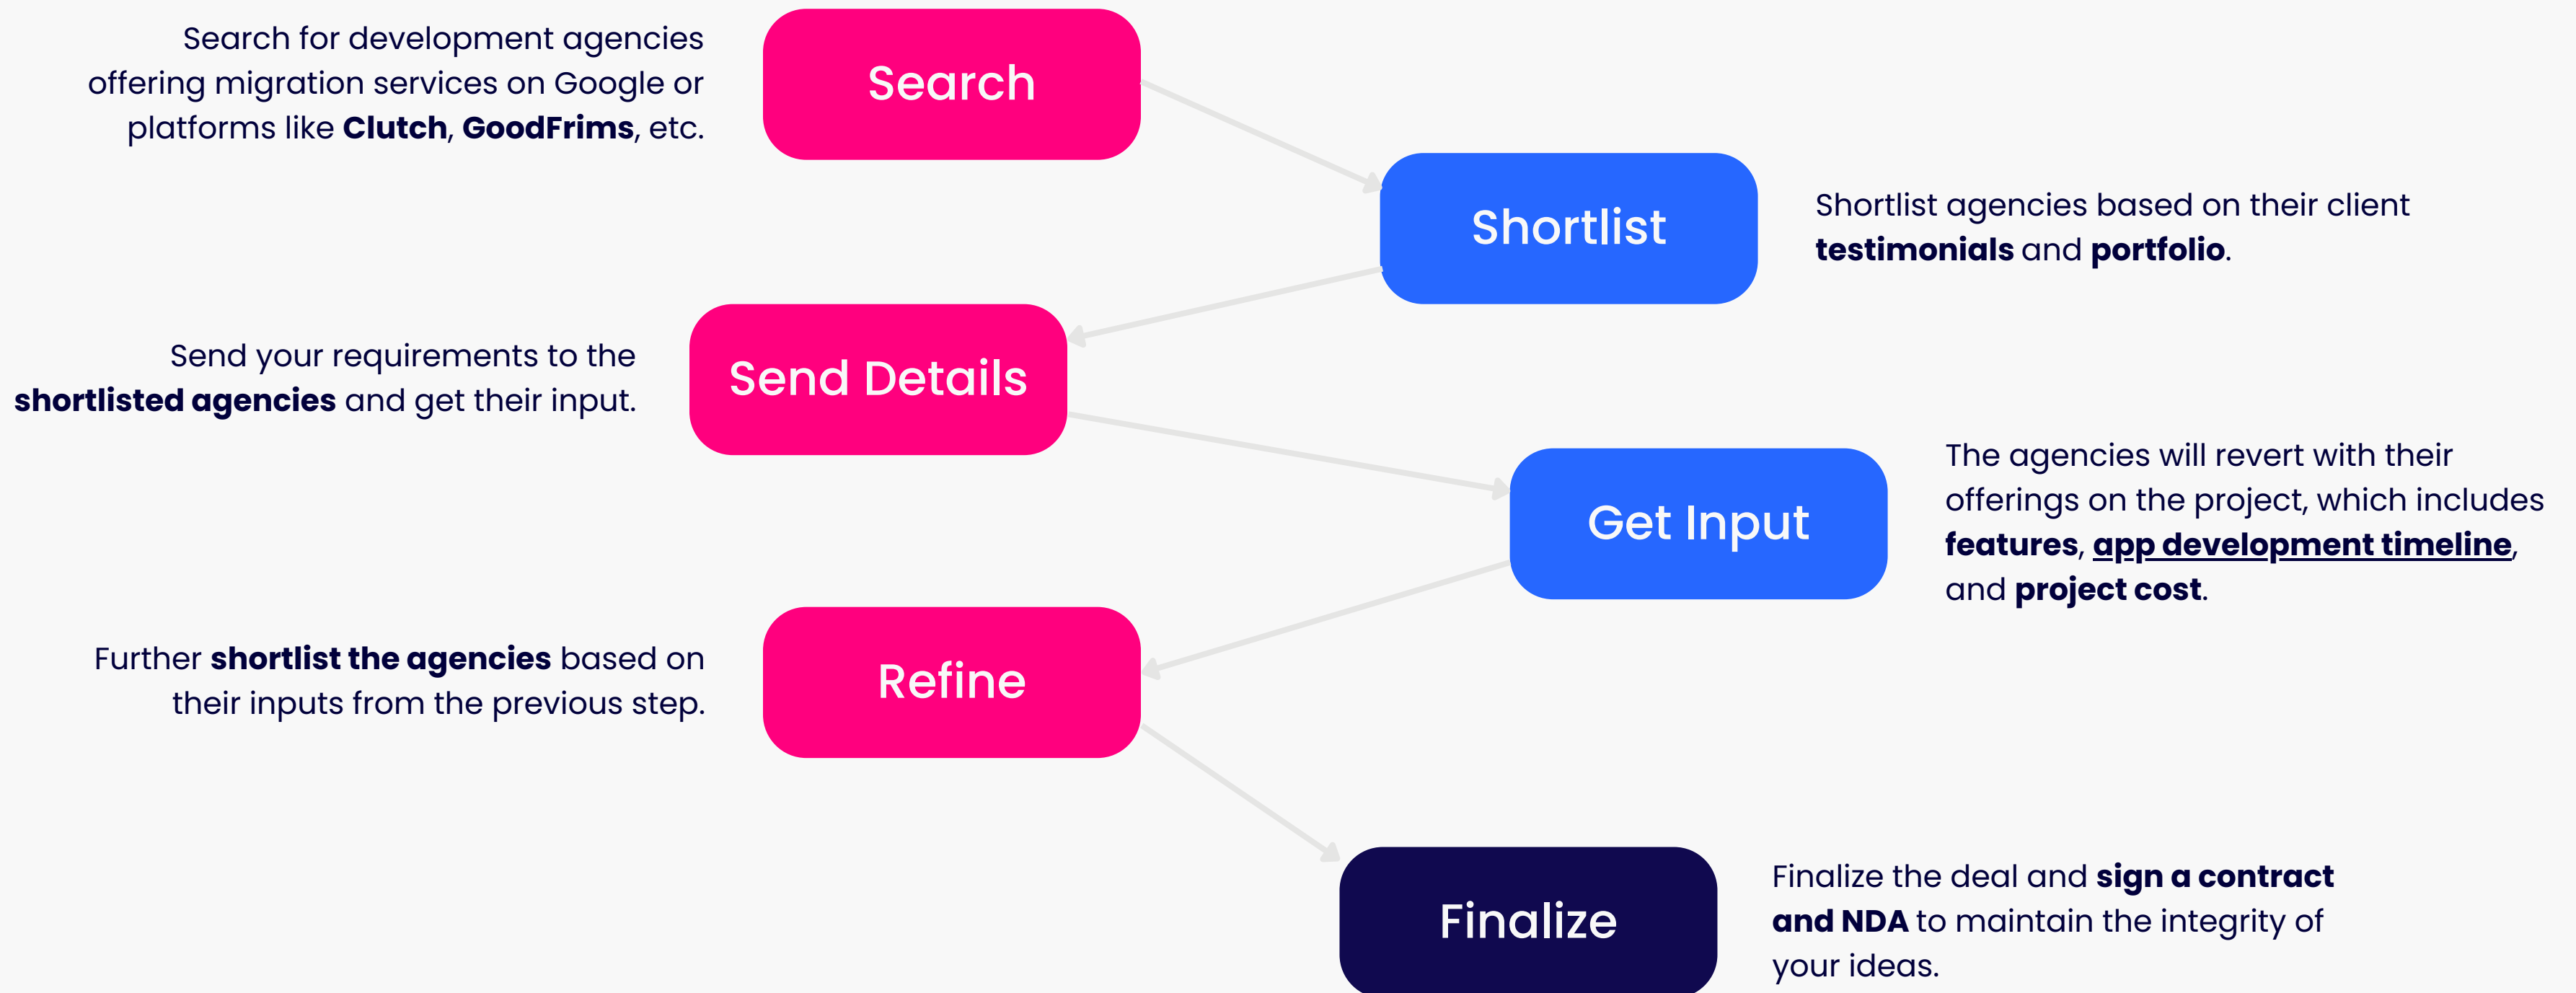 Search for development agencies
offering migration services on Google or
platforms like Clutch, GoodFrims, etc.
Search
Shortlist
Shortlist agencies based on their client
testimonials and portfolio.
Send your requirements to the
shortlisted agencies and get their input.
Send Details
Get Input
The agencies will revert with their
offerings on the project, which includes
features, app development timeline,
and project cost.
Further shortlist the agencies based on
their inputs from the previous step.
Refine
Finalize
Finalize the deal and sign a contract
and NDA to maintain the integrity of
your ideas.